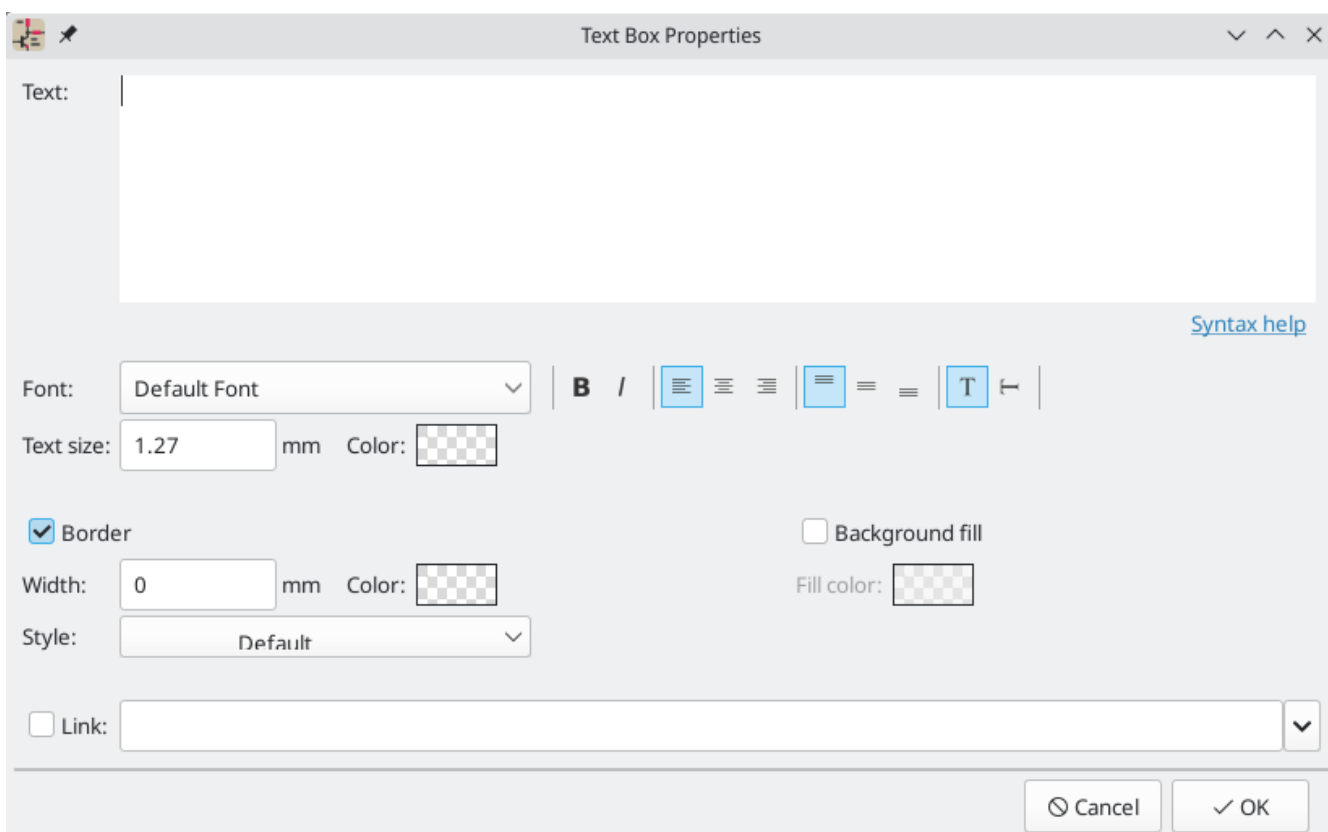 Text Box Properties
Text:
Syntax help
Font: Default Font B I T T
Text size: 1.27 mm Color:
Border Background fill
Width: 0 mm Color: Fill color:
Style: Default
Link:
Cancel OK